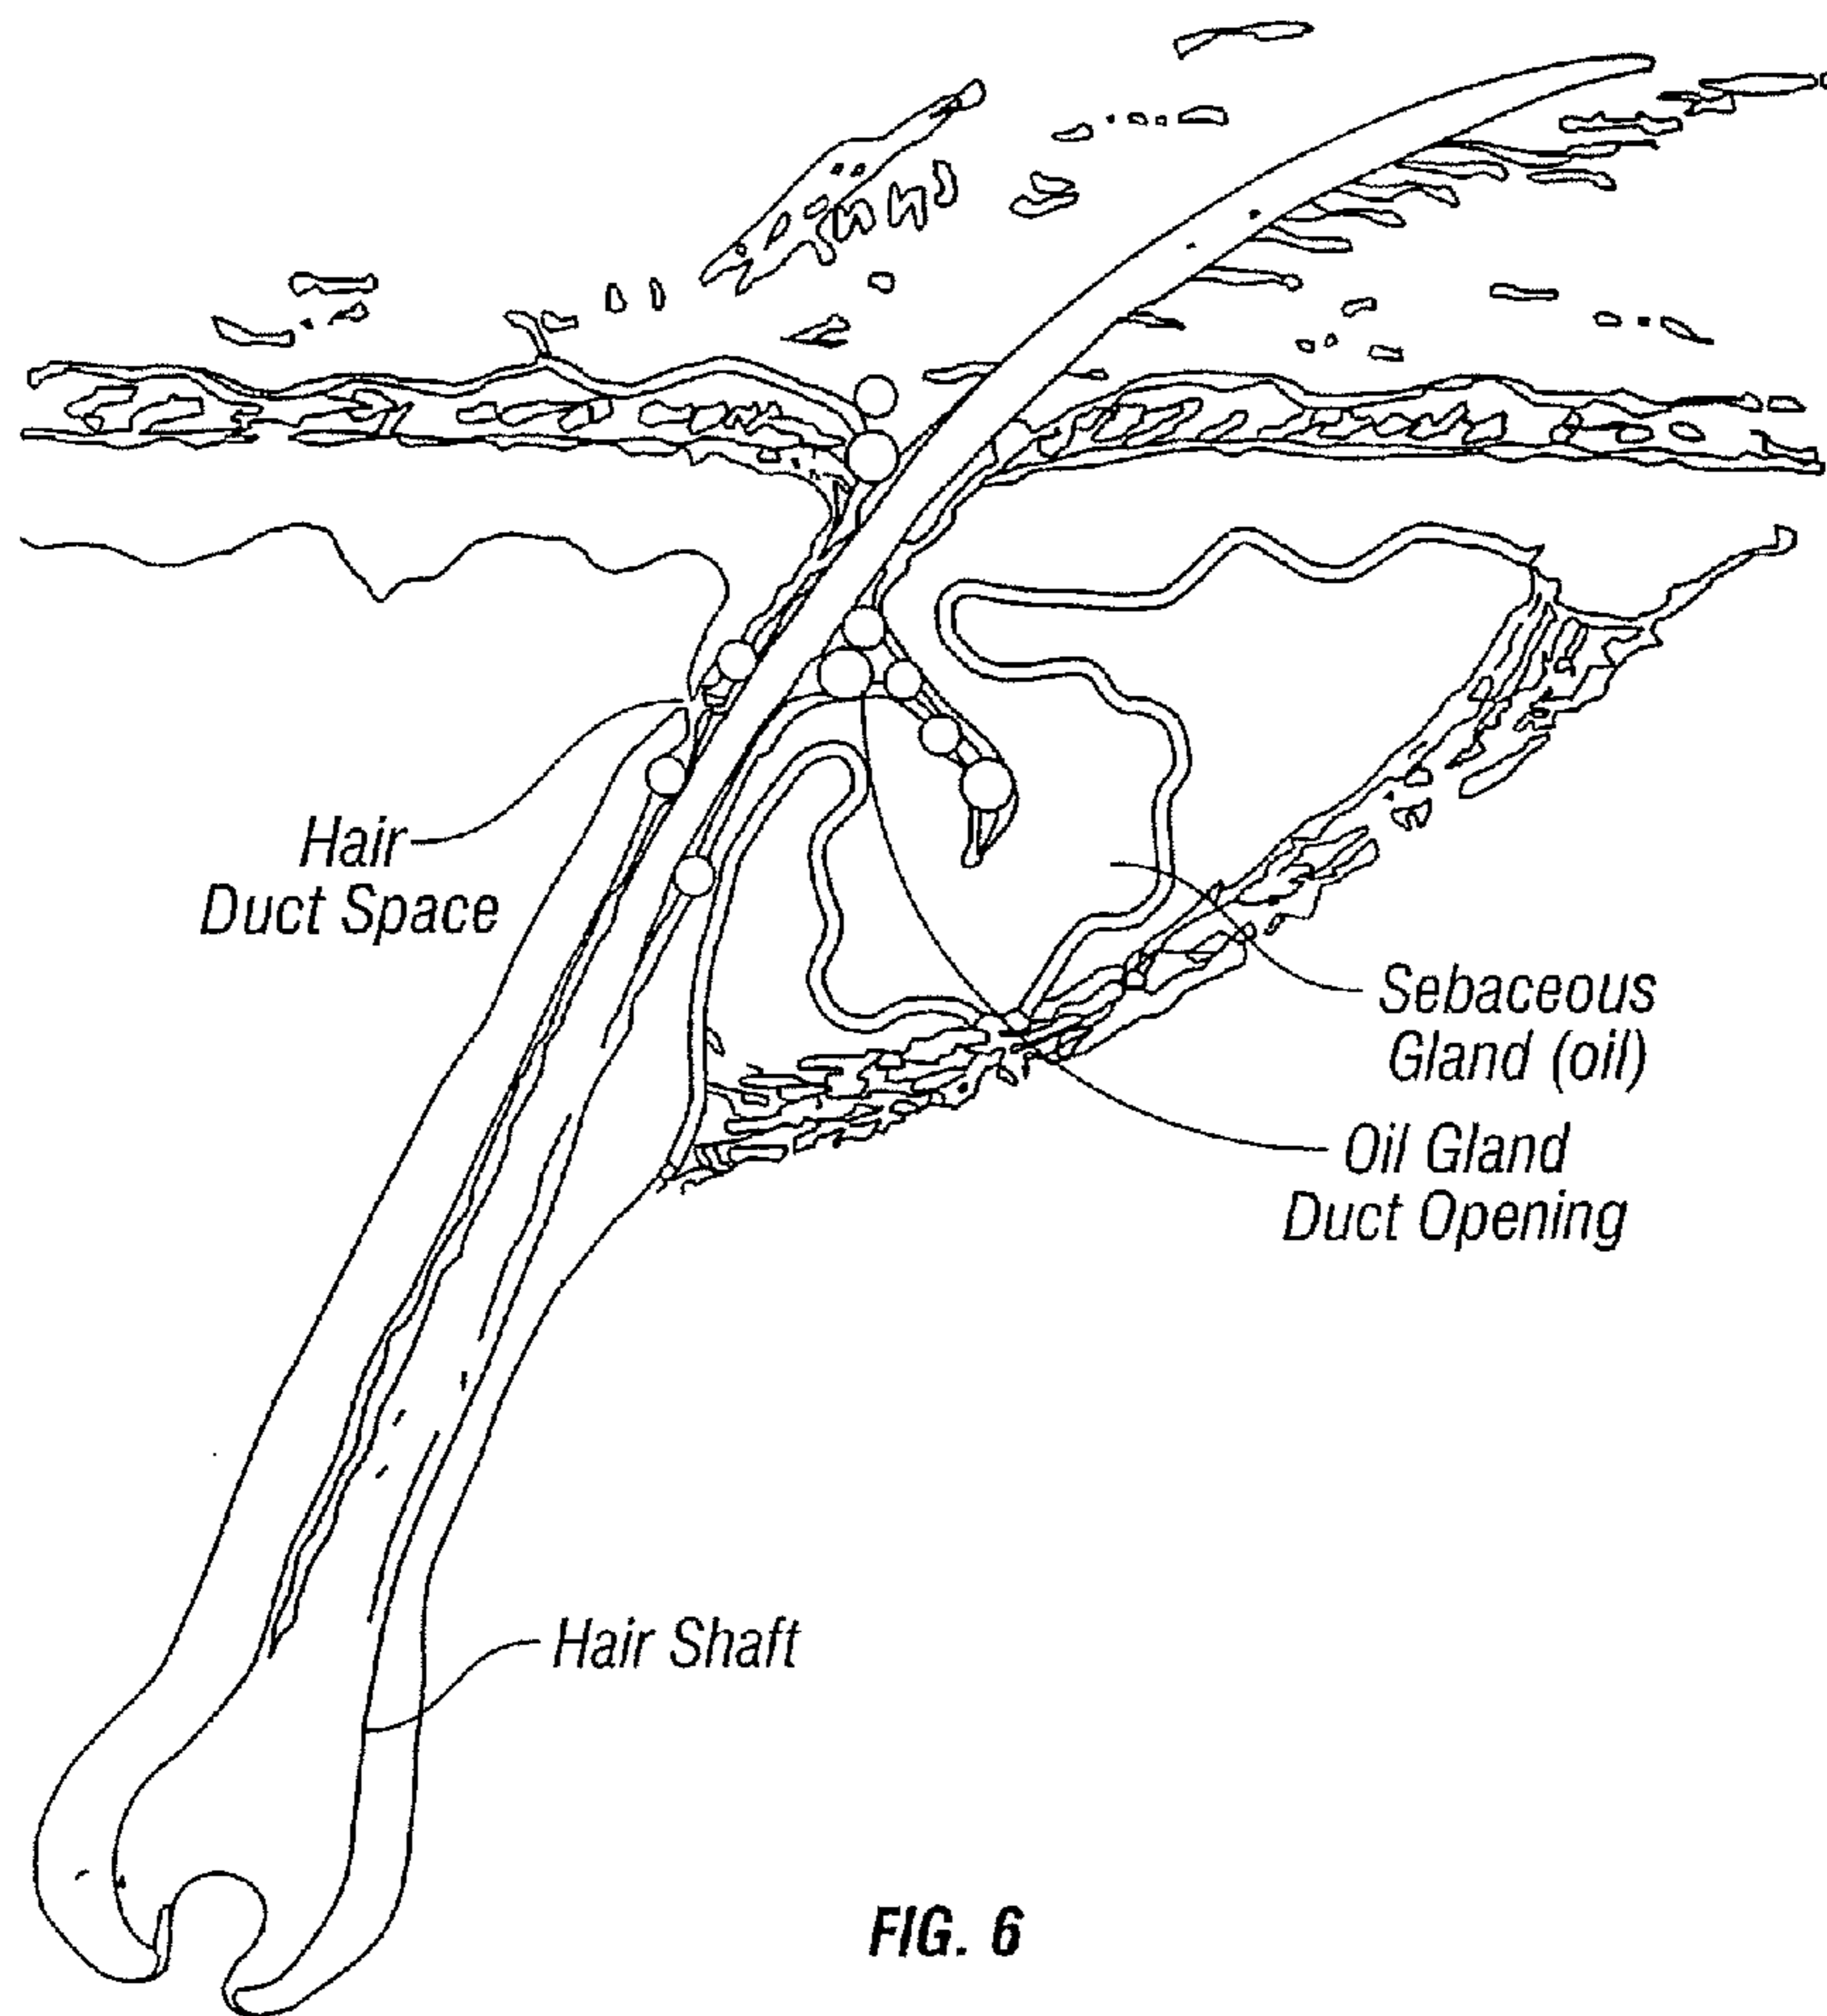 Hair
Duct Space
Sebaceous
Gland (oil)
Oil Gland
Duct Opening
Hair Shaft
FIG. 6